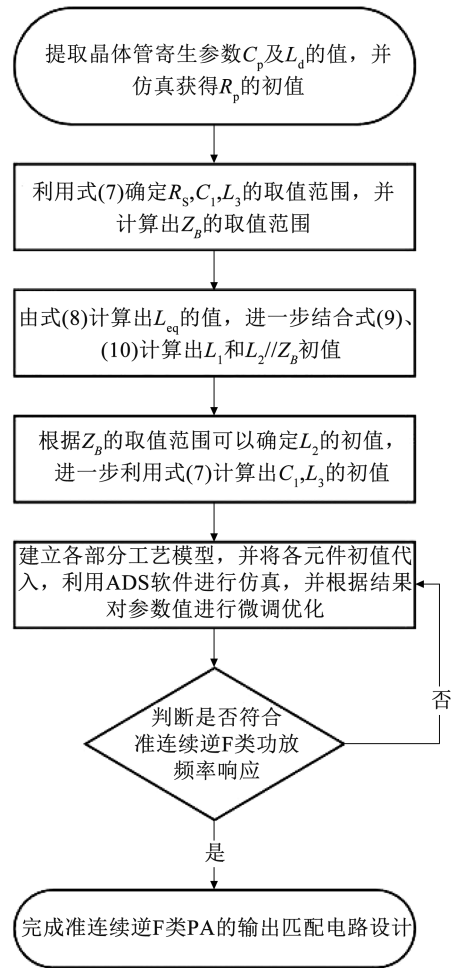 提取晶体管寄生参数Cp及Ld的值，并
仿真获得Rp的初值
利用式(7)确定RS,C1,L3的取值范围，并
计算出ZB的取值范围
由式(8)计算出Leq的值，进一步结合式(9)、
(10)计算出L1和L2//ZB初值
根据ZB的取值范围可以确定L2的初值，
进一步利用式(7)计算出C1,L3的初值
建立各部分工艺模型，并将各元件初值代
入，利用ADS软件进行仿真，并根据结果
对参数值进行微调优化
否
判断是否符合
准连续逆F类功放
频率响应
是
完成准连续逆F类PA的输出匹配电路设计